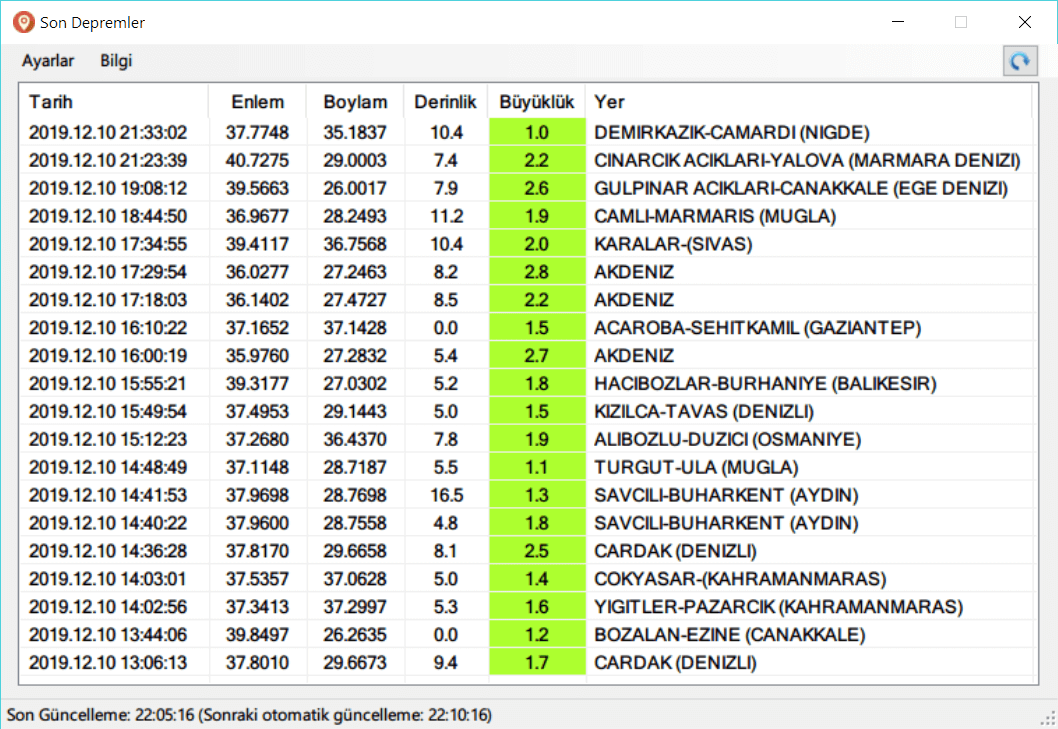 Son Depremler
Ayarlar Bilgi
Tarih Enlem Boylam Derinlik Büyüklük Yer
2019.12.10 21:33:02 37.7748 35.1837 10.4 1.0 DEMIRKAZIK-CAMARDI (NIGDE)
2019.12.10 21:23:39 40.7275 29.0003 7.4 2.2 CINARCIK ACIKLARI-YALOVA (MARMARA DENIZI)
2019.12.10 19:08:12 39.5663 26.0017 7.9 2.6 GULPINAR ACIKLARI-CANAKKALE (EGE DENIZI)
2019.12.10 18:44:50 36.9677 28.2493 11.2 1.9 CAMLI-MARMARIS (MUGLA)
2019.12.10 17:34:55 39.4117 36.7568 10.4 2.0 KARALAR-(SIVAS)
2019.12.10 17:29:54 36.0277 27.2463 8.2 2.8 AKDENIZ
2019.12.10 17:18:03 36.1402 27.4727 8.5 2.2 AKDENIZ
2019.12.10 16:10:22 37.1652 37.1428 0.0 1.5 ACAROBA-SEHITKAMIL (GAZIANTEP)
2019.12.10 16:00:19 35.9760 27.2832 5.4 2.7 AKDENIZ
2019.12.10 15:55:21 39.3177 27.0302 5.2 1.8 HACIBOZLAR-BURHANIYE (BALIKESIR)
2019.12.10 15:49:54 37.4953 29.1443 5.0 1.5 KIZILCA-TAVAS (DENIZLI)
2019.12.10 15:12:23 37.2680 36.4370 7.8 1.9 ALIBOZLU-DUZICI (OSMANIYE)
2019.12.10 14:48:49 37.1148 28.7187 5.5 1.1 TURGUT-ULA (MUGLA)
2019.12.10 14:41:53 37.9698 28.7698 16.5 1.3 SAVCILI-BUHARKENT (AYDIN)
2019.12.10 14:40:22 37.9600 28.7558 4.8 1.8 SAVCILI-BUHARKENT (AYDIN)
2019.12.10 14:36:28 37.8170 29.6658 8.1 2.5 CARDAK (DENIZLI)
2019.12.10 14:03:01 37.5357 37.0628 5.0 1.4 COKYASAR-(KAHRAMANMARAS)
2019.12.10 14:02:56 37.3413 37.2997 5.3 1.6 YIGITLER-PAZARCIK (KAHRAMANMARAS)
2019.12.10 13:44:06 39.8497 26.2635 0.0 1.2 BOZALAN-EZINE (CANAKKALE)
2019.12.10 13:06:13 37.8010 29.6673 9.4 1.7 CARDAK (DENIZLI)
Son Güncelleme: 22:05:16 (Sonraki otomatik güncelleme: 22:10:16)